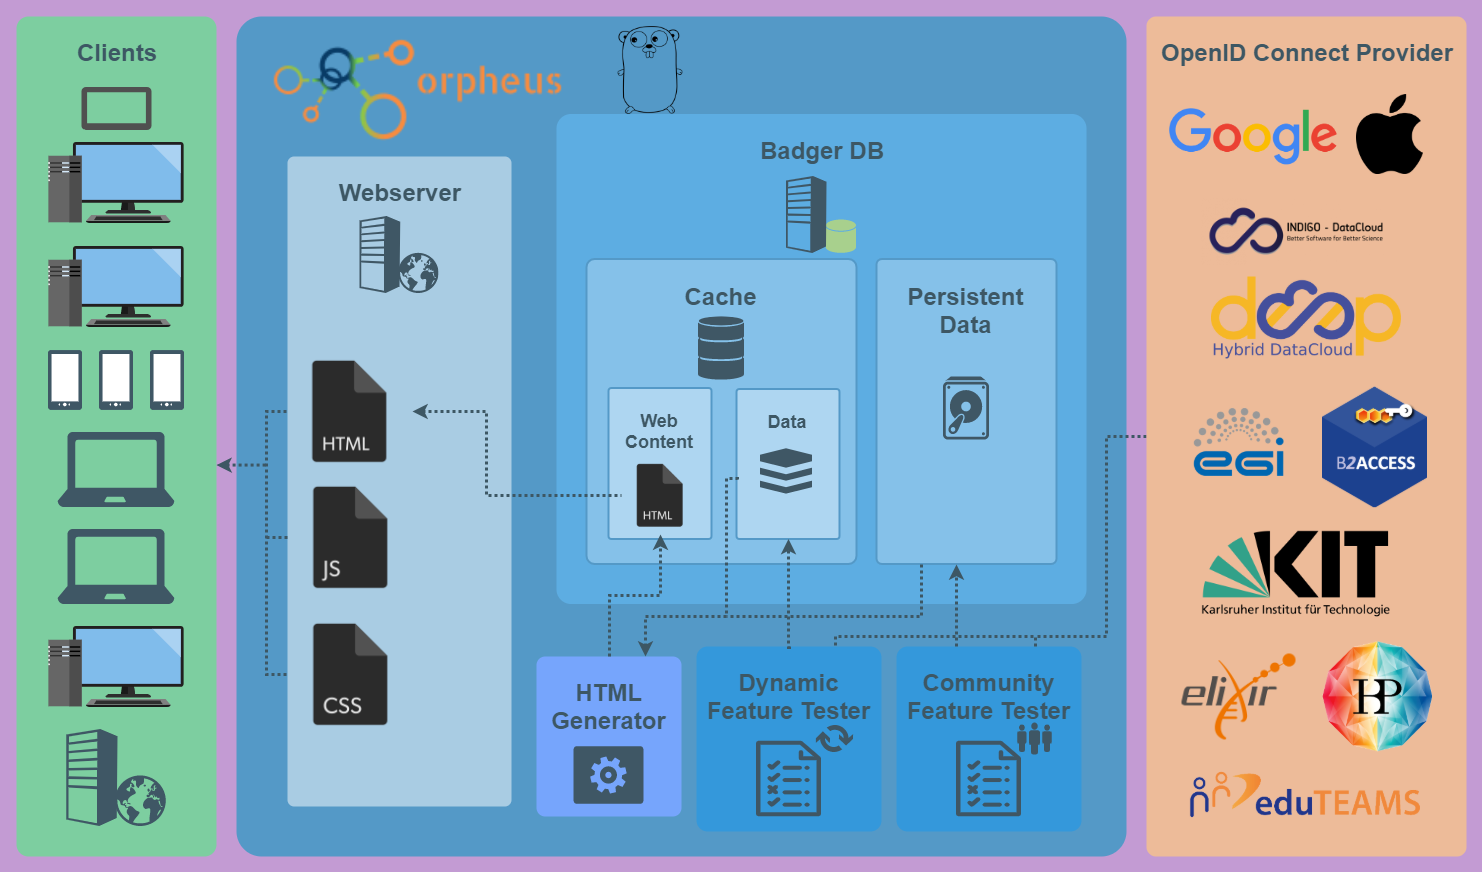 Clients
orpheus
Webserver
HTML
JS
CSS
Badger DB
Cache
Web
Content
HTML
Data
Persistent
Data
HTML
Generator
Dynamic
Feature Tester
Community
Feature Tester
OpenID Connect Provider
Google
INDIGO - DataCloud
Better Software for Better Science
deep
Hybrid DataCloud
eGi
B2ACCESS
KIT
Karlsruher Institut für Technologie
elixir
HP
eduTEAMS